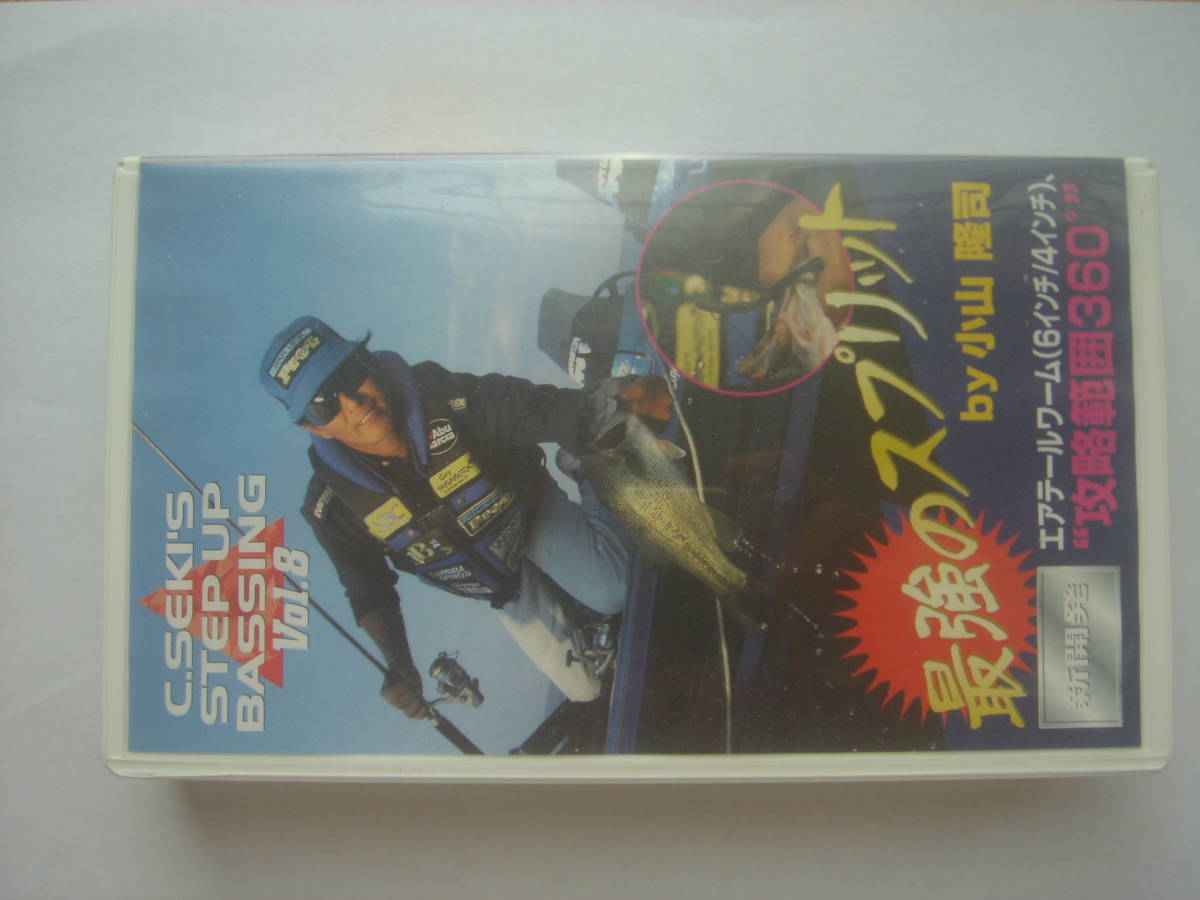 C.SEKI'S
STEP UP
BASSING
Vol.8
Abu
Garcia
NBC
最強のスプリット
by 小山 隆司
新開発
エアテールワーム(6インチ/4インチ)、
“攻略範囲360°”